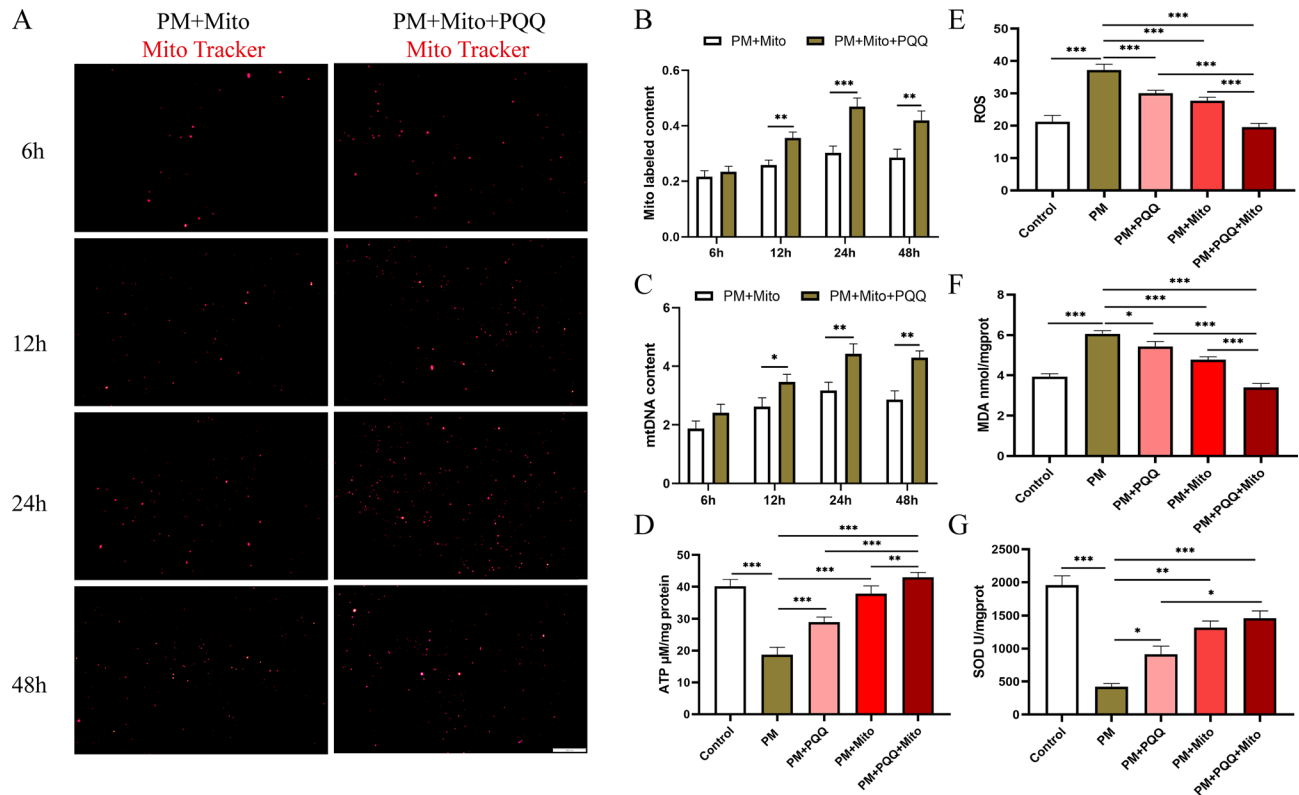 A
PM+Mito
PM+Mito+PQQ
Mito Tracker
Mito Tracker
6h
12h
24h
48h
B
PM+Mito
PM+Mito+PQQ
Mito labeled content
0.6
0.4
0.2
0.0
**
***
**
6h
12h
24h
48h
C
PM+Mito
PM+Mito+PQQ
mtDNA content
6
4
2
0
*
**
**
6h
12h
24h
48h
D
ATP μM/mg protein
50
40
30
20
10
0
***
***
***
**
***
***
Control
PM
PM+PQQ
PM+Mito
PM+PQQ+Mito
E
ROS
50
40
30
20
10
0
***
***
***
***
***
***
Control
PM
PM+PQQ
PM+Mito
PM+PQQ+Mito
F
MDA nmol/mgprot
8
6
4
2
0
***
***
***
*
***
***
Control
PM
PM+PQQ
PM+Mito
PM+PQQ+Mito
G
SOD U/mgprot
2500
2000
1500
1000
500
0
***
***
**
*
*
Control
PM
PM+PQQ
PM+Mito
PM+PQQ+Mito